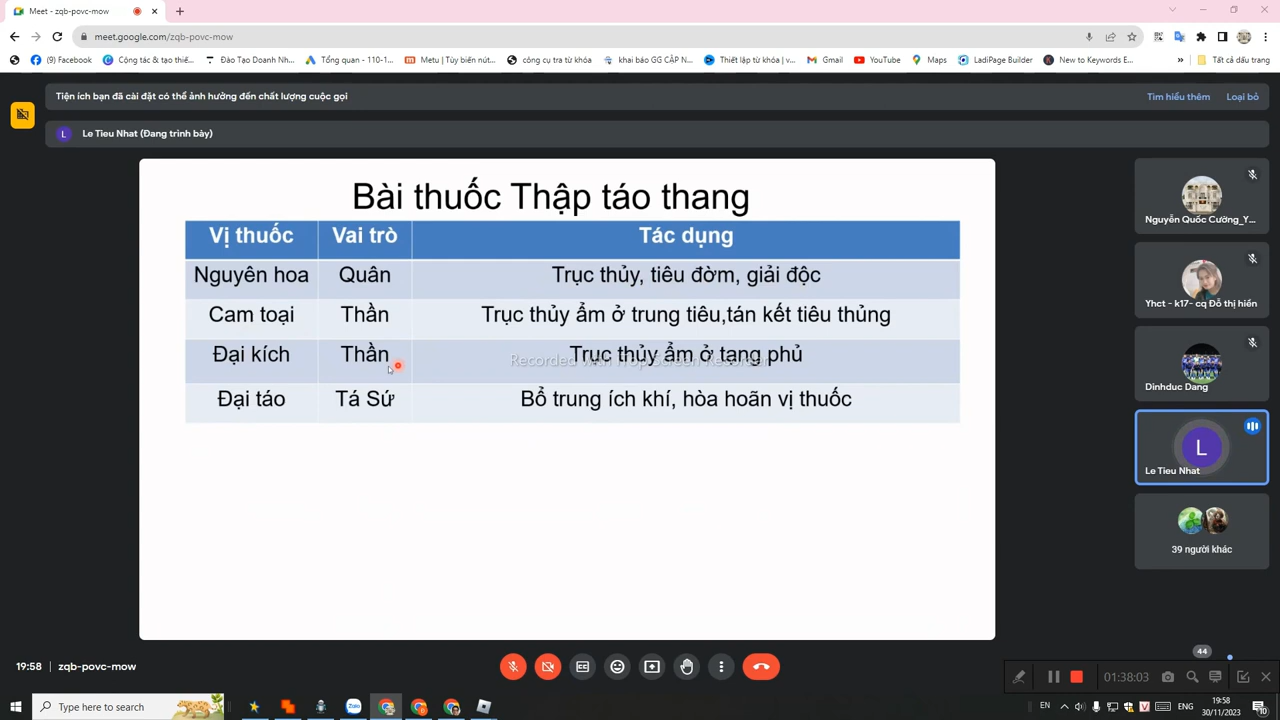 Meet - zqb-povc-mow
meet.google.com/zqb-povc-mow
(9) Facebook
Công tác & tạo thiế...
Đào Tạo Doanh Nh...
Tổng quan - 110-1...
Metu | Tùy biến nút...
công cụ tra từ khóa
khai báo GG CẤP N...
Thiết lập từ khóa | v...
Gmail
YouTube
Maps
LadiPage Builder
New to Keywords E...
»
Tất cả dấu trang
Tiện ích bạn đã cài đặt có thể ảnh hưởng đến chất lượng cuộc gọi
Tìm hiểu thêm
Loại bỏ
L Le Tieu Nhat (Đang trình bày)
Bài thuốc Thập táo thang
Vị thuốc Vai trò Tác dụng
Nguyên hoa Quân Trục thủy, tiêu đờm, giải độc
Cam toại Thần Trục thủy ẩm ở trung tiêu,tán kết tiêu thủng
Đại kích Thần Trục thủy ẩm ở tạng phủ
Đại táo Tá Sứ Bổ trung ích khí, hòa hoãn vị thuốc
Recorded with iTop Screen Recorder
Nguyễn Quốc Cường_Y...
Yhct - k17- cq Đỗ thị hiền
Dinhduc Dang
L
Le Tieu Nhat
39 người khác
19:58 zqb-povc-mow
44
01:38:03
Type here to search
Zalo
EN
V
ENG
19:58
30/11/2023
10